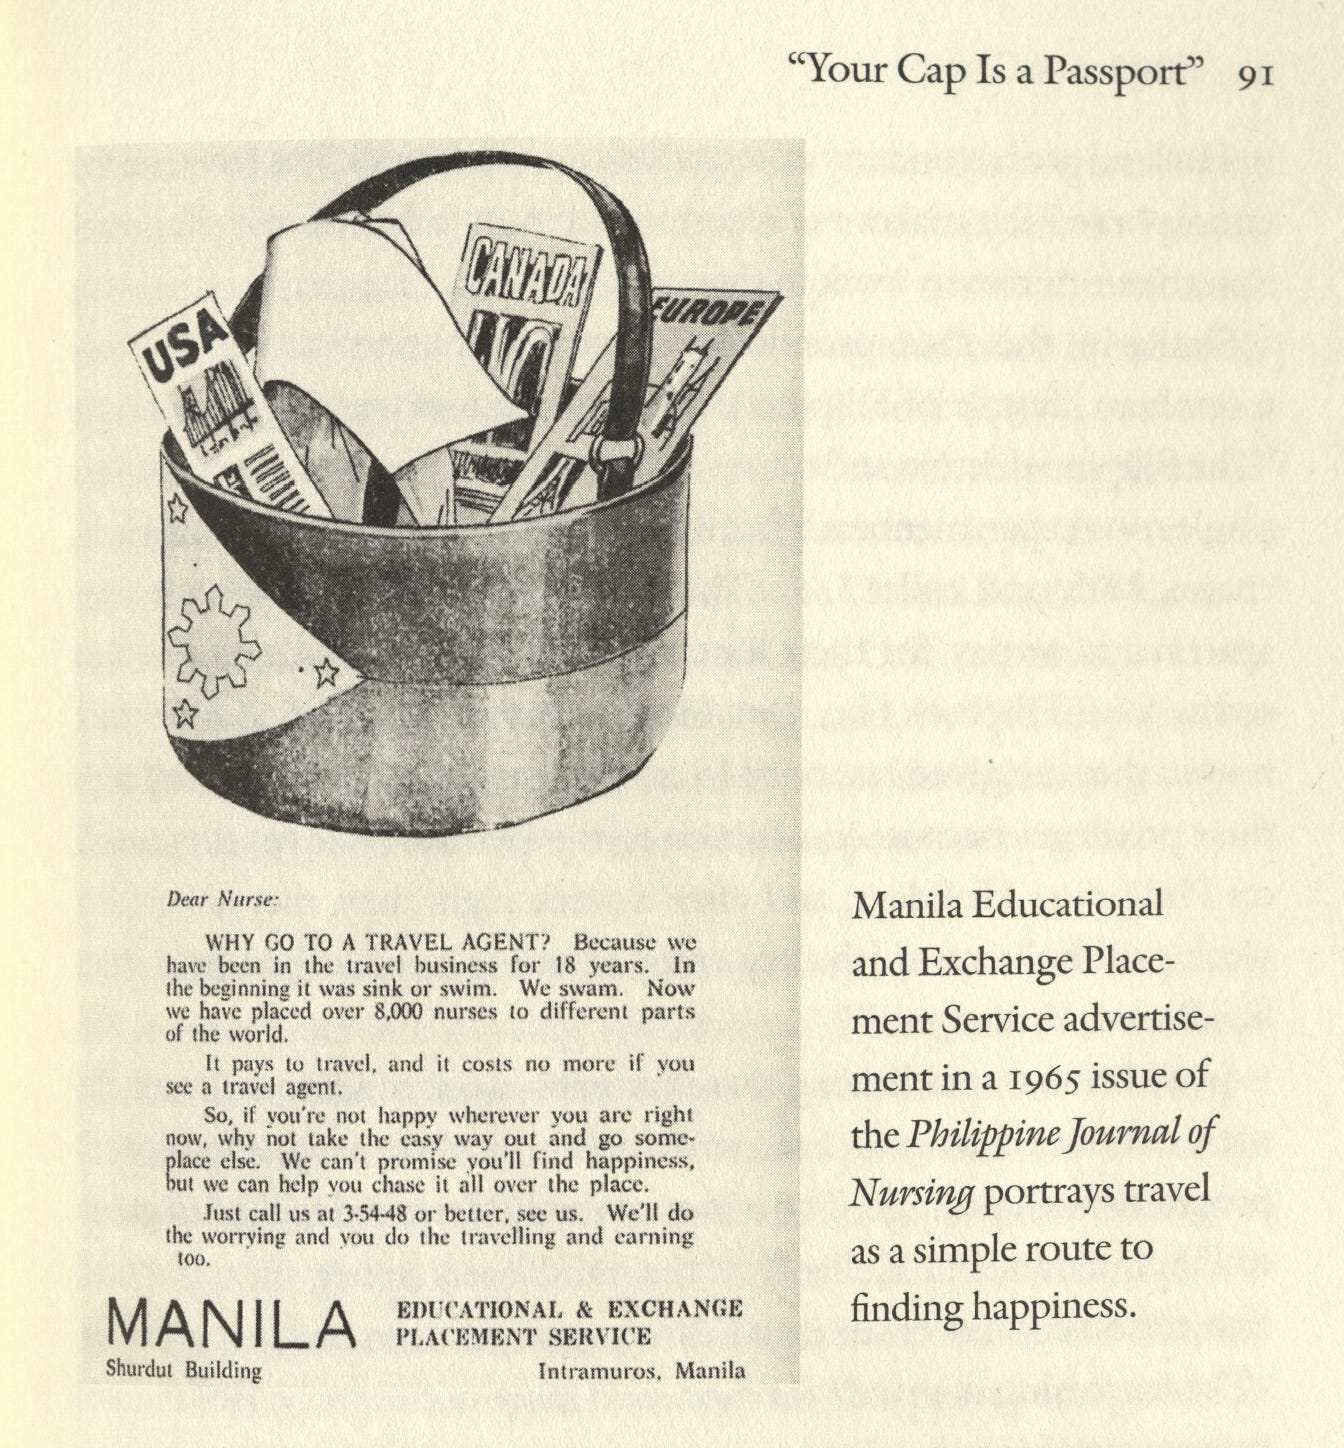 “Your Cap Is a Passport” 91
USA
CANADA
EUROPE
Dear Nurse:
WHY GO TO A TRAVEL AGENT? Because we
have been in the travel business for 18 years. In
the beginning it was sink or swim. We swam. Now
we have placed over 8,000 nurses to different parts
of the world.
It pays to travel, and it costs no more if you
see a travel agent.
So, if you're not happy wherever you are right
now, why not take the easy way out and go some-
place else. We can't promise you'll find happiness,
but we can help you chase it all over the place.
Just call us at 3-54-48 or better, see us. We'll do
the worrying and you do the travelling and earning
too.
MANILA
EDUCATIONAL & EXCHANGE
PLACEMENT SERVICE
Shurdut Building
Intramuros, Manila
Manila Educational
and Exchange Place-
ment Service advertise-
ment in a 1965 issue of
the Philippine Journal of
Nursing portrays travel
as a simple route to
finding happiness.